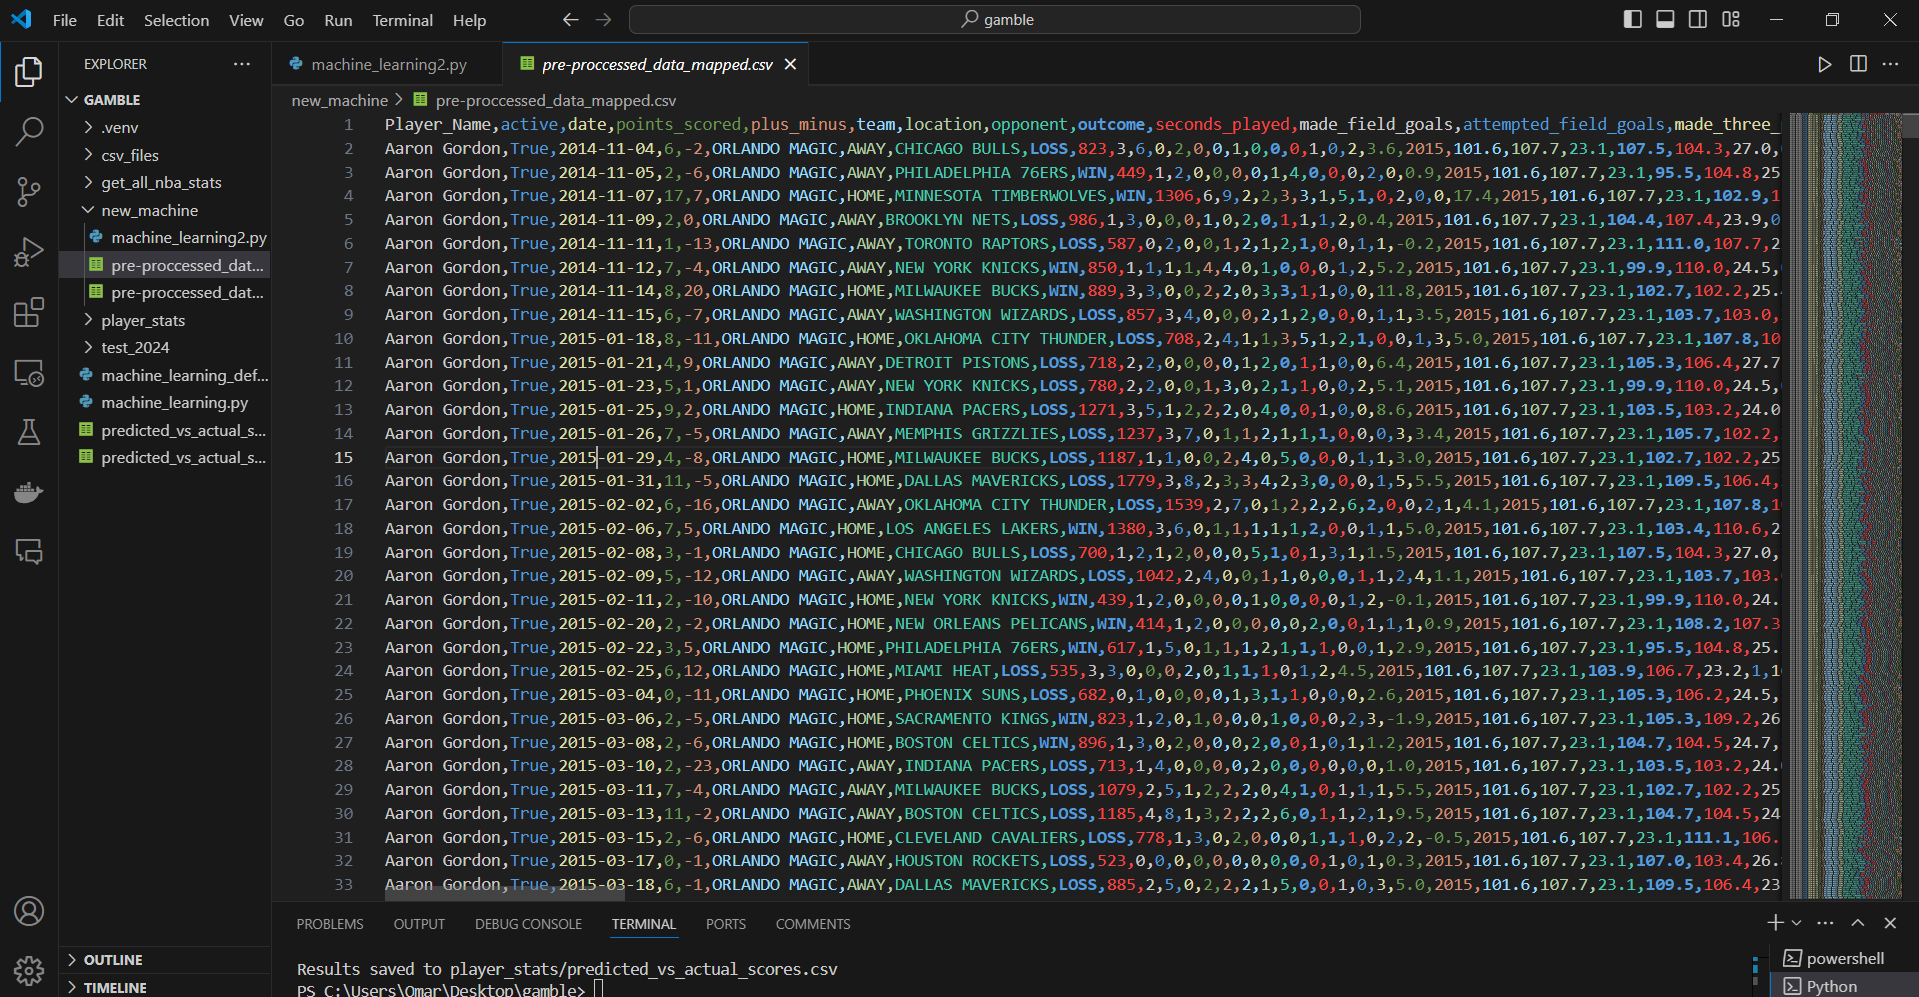 File Edit Selection View Go Run Terminal Help gamble
EXPLORER
GAMBLE
.venv
csv_files
get_all_nba_stats
new_machine
machine_learning2.py
pre-proccessed_dat...
pre-proccessed_dat...
player_stats
test_2024
machine_learning_def...
machine_learning.py
predicted_vs_actual_s...
predicted_vs_actual_s...
OUTLINE
TIMELINE
machine_learning2.py pre-proccessed_data_mapped.csv
new_machine > pre-proccessed_data_mapped.csv
1 Player_Name,active,date,points_scored,plus_minus,team,location,opponent,outcome,seconds_played,made_field_goals,attempted_field_goals,made_three_
2 Aaron Gordon,True,2014-11-04,6,-2,ORLANDO MAGIC,AWAY,CHICAGO BULLS,LOSS,823,3,6,0,2,0,0,1,0,0,0,1,0,2,3.6,2015,101.6,107.7,23.1,107.5,104.3,27.0,
3 Aaron Gordon,True,2014-11-05,2,-6,ORLANDO MAGIC,AWAY,PHILADELPHIA 76ERS,WIN,449,1,2,0,0,0,0,1,4,0,0,0,2,0,0.9,2015,101.6,107.7,23.1,95.5,104.8,25
4 Aaron Gordon,True,2014-11-07,17,7,ORLANDO MAGIC,HOME,MINNESOTA TIMBERWOLVES,WIN,1306,6,9,2,2,3,3,1,5,1,0,2,0,0,17.4,2015,101.6,107.7,23.1,102.9,1
5 Aaron Gordon,True,2014-11-09,2,0,ORLANDO MAGIC,AWAY,BROOKLYN NETS,LOSS,986,1,3,0,0,0,1,0,2,0,1,1,1,2,0.4,2015,101.6,107.7,23.1,104.4,107.4,23.9,0
6 Aaron Gordon,True,2014-11-11,1,-13,ORLANDO MAGIC,AWAY,TORONTO RAPTORS,LOSS,587,0,2,0,0,1,2,1,2,1,0,0,1,1,-0.2,2015,101.6,107.7,23.1,111.0,107.7,2
7 Aaron Gordon,True,2014-11-12,7,-4,ORLANDO MAGIC,AWAY,NEW YORK KNICKS,WIN,850,1,1,1,1,4,4,0,1,0,0,0,1,2,5.2,2015,101.6,107.7,23.1,99.9,110.0,24.5,
8 Aaron Gordon,True,2014-11-14,8,20,ORLANDO MAGIC,HOME,MILWAUKEE BUCKS,WIN,889,3,3,0,0,2,2,0,3,3,1,1,0,0,11.8,2015,101.6,107.7,23.1,102.7,102.2,25.
9 Aaron Gordon,True,2014-11-15,6,-7,ORLANDO MAGIC,AWAY,WASHINGTON WIZARDS,LOSS,857,3,4,0,0,0,2,1,2,0,0,0,1,1,3.5,2015,101.6,107.7,23.1,103.7,103.0,
10 Aaron Gordon,True,2015-01-18,8,-11,ORLANDO MAGIC,HOME,OKLAHOMA CITY THUNDER,LOSS,708,2,4,1,1,3,5,1,2,1,0,0,1,3,5.0,2015,101.6,107.7,23.1,107.8,10
11 Aaron Gordon,True,2015-01-21,4,9,ORLANDO MAGIC,AWAY,DETROIT PISTONS,LOSS,718,2,2,0,0,0,0,1,2,0,1,1,0,0,6.4,2015,101.6,107.7,23.1,105.3,106.4,27.7
12 Aaron Gordon,True,2015-01-23,5,1,ORLANDO MAGIC,AWAY,NEW YORK KNICKS,LOSS,780,2,2,0,0,1,3,0,2,1,1,0,0,2,5.1,2015,101.6,107.7,23.1,99.9,110.0,24.5,
13 Aaron Gordon,True,2015-01-25,9,2,ORLANDO MAGIC,HOME,INDIANA PACERS,LOSS,1271,3,5,1,2,2,2,0,4,0,0,1,0,0,8.6,2015,101.6,107.7,23.1,103.5,103.2,24.0
14 Aaron Gordon,True,2015-01-26,7,-5,ORLANDO MAGIC,AWAY,MEMPHIS GRIZZLIES,LOSS,1237,3,7,0,1,1,2,1,1,1,0,0,0,3,3.4,2015,101.6,107.7,23.1,105.7,102.2,
15 Aaron Gordon,True,2015-01-29,4,-8,ORLANDO MAGIC,HOME,MILWAUKEE BUCKS,LOSS,1187,1,1,0,0,2,4,0,5,0,0,0,1,1,3.0,2015,101.6,107.7,23.1,102.7,102.2,25
16 Aaron Gordon,True,2015-01-31,11,-5,ORLANDO MAGIC,HOME,DALLAS MAVERICKS,LOSS,1779,3,8,2,3,3,4,2,3,0,0,0,1,5,5.5,2015,101.6,107.7,23.1,109.5,106.4,
17 Aaron Gordon,True,2015-02-02,6,-16,ORLANDO MAGIC,AWAY,OKLAHOMA CITY THUNDER,LOSS,1539,2,7,0,1,2,2,2,6,2,0,0,2,1,4.1,2015,101.6,107.7,23.1,107.8,1
18 Aaron Gordon,True,2015-02-06,7,5,ORLANDO MAGIC,HOME,LOS ANGELES LAKERS,WIN,1380,3,6,0,1,1,1,1,1,2,0,0,1,1,5.0,2015,101.6,107.7,23.1,103.4,110.6,2
19 Aaron Gordon,True,2015-02-08,3,-1,ORLANDO MAGIC,HOME,CHICAGO BULLS,LOSS,700,1,2,1,2,0,0,0,5,1,0,1,3,1,1.5,2015,101.6,107.7,23.1,107.5,104.3,27.0,
20 Aaron Gordon,True,2015-02-09,5,-12,ORLANDO MAGIC,AWAY,WASHINGTON WIZARDS,LOSS,1042,2,4,0,0,1,1,0,0,0,1,1,2,4,1.1,2015,101.6,107.7,23.1,103.7,103.
21 Aaron Gordon,True,2015-02-11,2,-10,ORLANDO MAGIC,HOME,NEW YORK KNICKS,WIN,439,1,2,0,0,0,0,1,0,0,0,0,1,2,-0.1,2015,101.6,107.7,23.1,99.9,110.0,24.
22 Aaron Gordon,True,2015-02-20,2,-2,ORLANDO MAGIC,HOME,NEW ORLEANS PELICANS,WIN,414,1,2,0,0,0,0,0,2,0,0,1,1,1,0.9,2015,101.6,107.7,23.1,108.2,107.3
23 Aaron Gordon,True,2015-02-22,3,5,ORLANDO MAGIC,HOME,PHILADELPHIA 76ERS,WIN,617,1,5,0,1,1,1,2,1,1,1,0,0,1,2.9,2015,101.6,107.7,23.1,95.5,104.8,25.
24 Aaron Gordon,True,2015-02-25,6,12,ORLANDO MAGIC,HOME,MIAMI HEAT,LOSS,535,3,3,0,0,0,2,0,1,1,1,0,1,2,4.5,2015,101.6,107.7,23.1,103.9,106.7,23.2,1,1
25 Aaron Gordon,True,2015-03-04,0,-11,ORLANDO MAGIC,HOME,PHOENIX SUNS,LOSS,682,0,1,0,0,0,0,1,3,1,1,0,0,0,2.6,2015,101.6,107.7,23.1,105.3,106.2,24.5,
26 Aaron Gordon,True,2015-03-06,2,-5,ORLANDO MAGIC,HOME,SACRAMENTO KINGS,WIN,823,1,2,0,1,0,0,0,1,0,0,0,2,3,-1.9,2015,101.6,107.7,23.1,105.3,109.2,26
27 Aaron Gordon,True,2015-03-08,2,-6,ORLANDO MAGIC,HOME,BOSTON CELTICS,WIN,896,1,3,0,2,0,0,0,2,0,0,1,0,1,1.2,2015,101.6,107.7,23.1,104.7,104.5,24.7,
28 Aaron Gordon,True,2015-03-10,2,-23,ORLANDO MAGIC,AWAY,INDIANA PACERS,LOSS,713,1,4,0,0,0,0,2,0,0,0,0,0,0,1.0,2015,101.6,107.7,23.1,103.5,103.2,24.
29 Aaron Gordon,True,2015-03-11,7,-4,ORLANDO MAGIC,AWAY,MILWAUKEE BUCKS,LOSS,1079,2,5,1,2,2,2,0,4,1,0,1,1,1,5.5,2015,101.6,107.7,23.1,102.7,102.2,25
30 Aaron Gordon,True,2015-03-13,11,-2,ORLANDO MAGIC,AWAY,BOSTON CELTICS,LOSS,1185,4,8,1,3,2,2,2,6,0,1,1,2,1,9.5,2015,101.6,107.7,23.1,104.7,104.5,24
31 Aaron Gordon,True,2015-03-15,2,-6,ORLANDO MAGIC,HOME,CLEVELAND CAVALIERS,LOSS,778,1,3,0,2,0,0,0,1,1,1,0,2,2,-0.5,2015,101.6,107.7,23.1,111.1,106.
32 Aaron Gordon,True,2015-03-17,0,-1,ORLANDO MAGIC,AWAY,HOUSTON ROCKETS,LOSS,523,0,0,0,0,0,0,0,0,0,1,0,1,0.3,2015,101.6,107.7,23.1,107.0,103.4,26.
33 Aaron Gordon,True,2015-03-18,6,-1,ORLANDO MAGIC,AWAY,DALLAS MAVERICKS,LOSS,885,2,5,0,2,2,2,1,5,0,0,1,0,3,5.0,2015,101.6,107.7,23.1,109.5,106.4,23
PROBLEMS OUTPUT DEBUG CONSOLE TERMINAL PORTS COMMENTS
Results saved to player_stats/predicted_vs_actual_scores.csv
PS C:\Users\Omar\Desktop\gamble>
powershell
Python